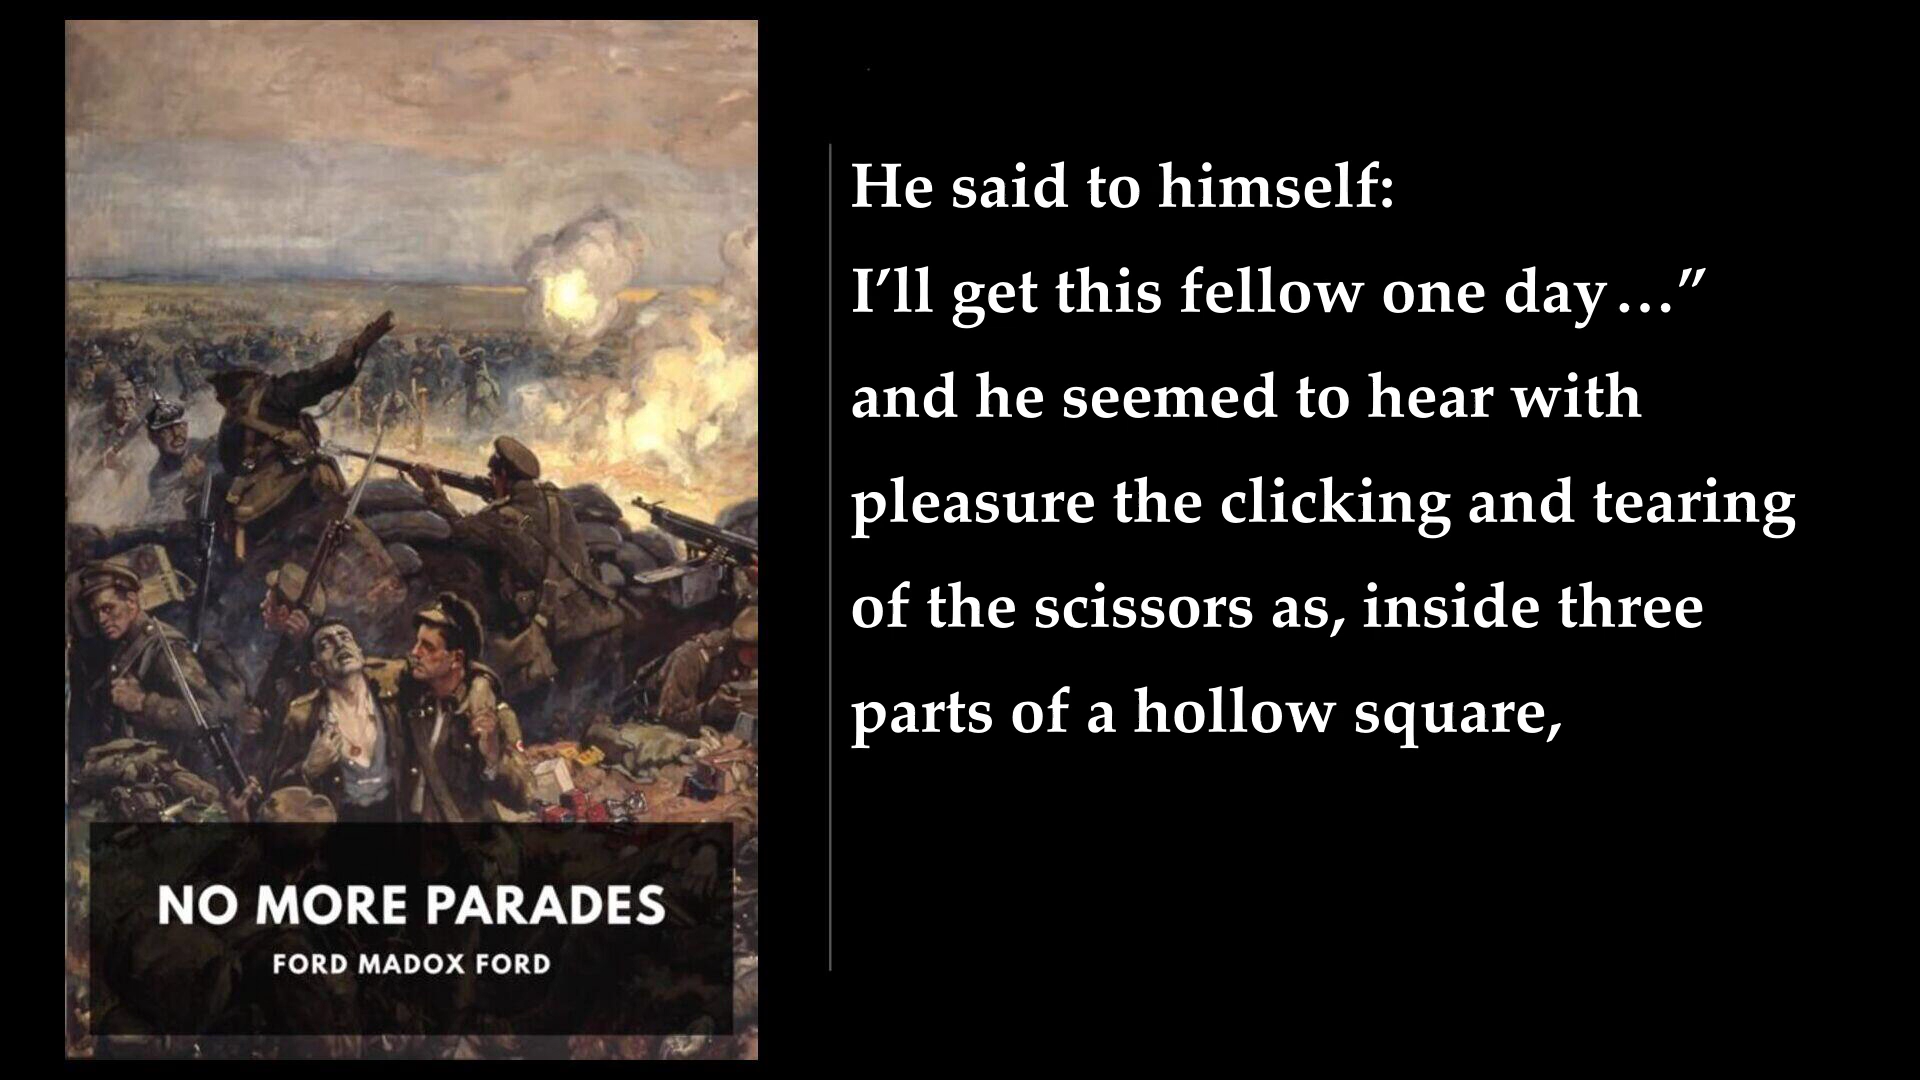 He said to himself:
I’ll get this fellow one day…”
and he seemed to hear with
pleasure the clicking and tearing
of the scissors as, inside three
parts of a hollow square,
NO MORE PARADES
FORD MADOX FORD